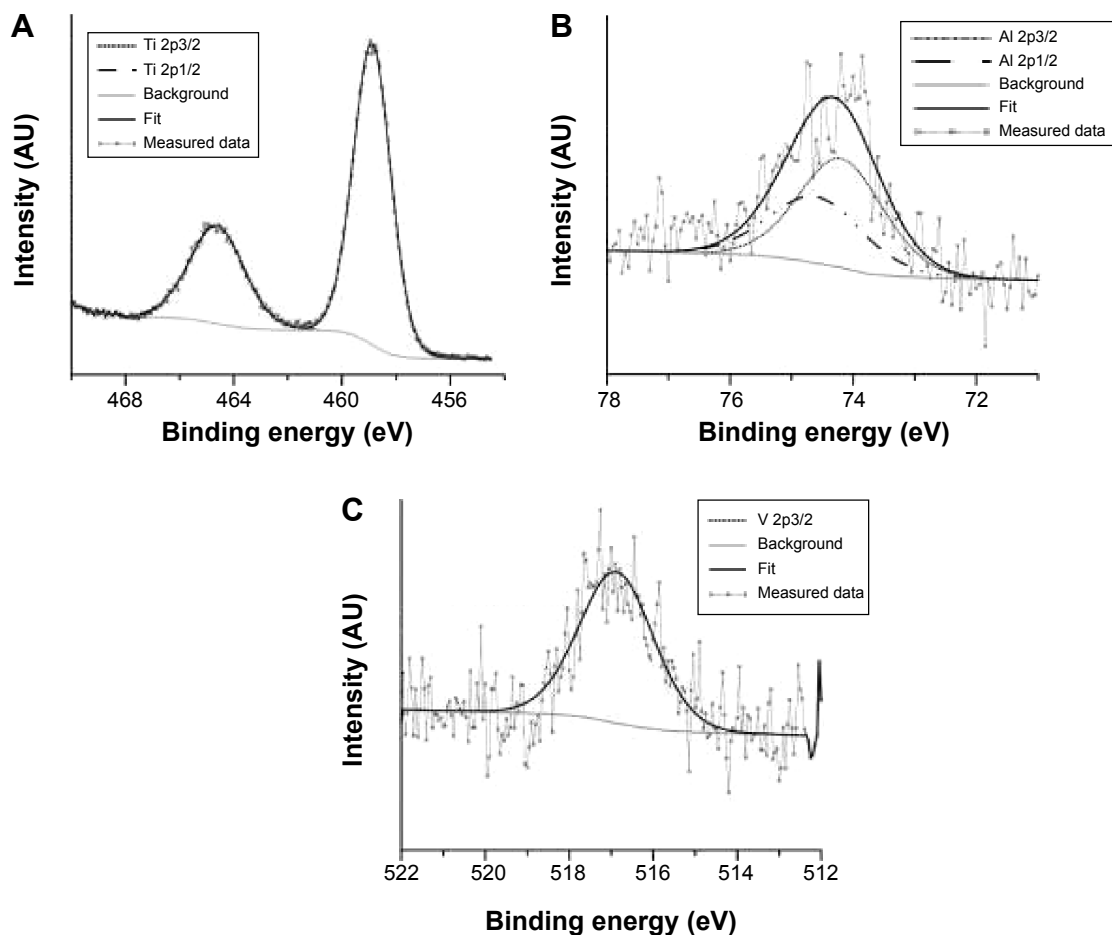 A
Ti 2p3/2
Ti 2p1/2
Background
Fit
Measured data
Intensity (AU)
468
464
460
456
Binding energy (eV)
B
Al 2p3/2
Al 2p1/2
Background
Fit
Measured data
Intensity (AU)
78
76
74
72
Binding energy (eV)
C
V 2p3/2
Background
Fit
Measured data
Intensity (AU)
522
520
518
516
514
512
Binding energy (eV)